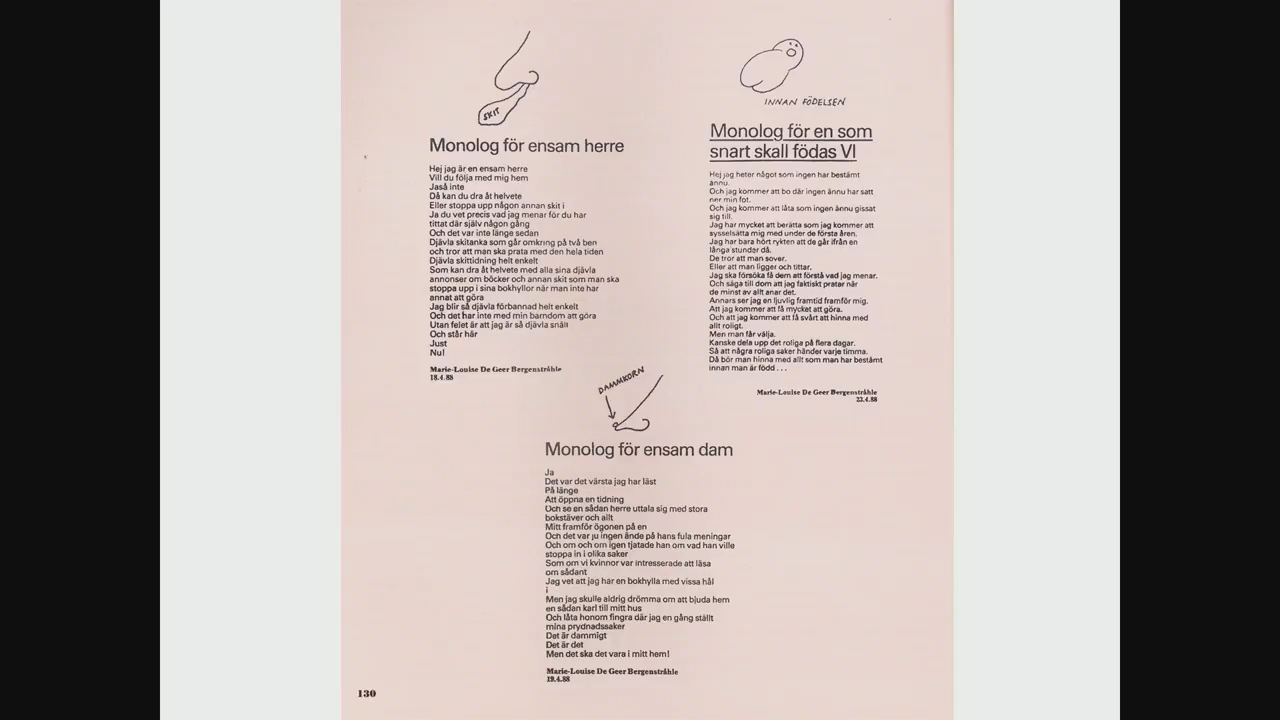 SKIT
Monolog för ensam herre
Hej jag är en ensam herre
Vill du följa med mig hem
Jaså inte
Då kan du dra åt helvete
Eller stoppa upp någon annan skit i
Ja du vet precis vad jag menar för du har
tittat där själv någon gång
Och det var inte länge sedan
Djävla skitanka som går omkring på två ben
och tror att man ska prata med den hela tiden
Djävla skittidning helt enkelt
Som kan dra åt helvete med alla sina djävla
annonser om böcker och annan skit som man ska
stoppa upp i sina bokhyllor när man inte har
annat att göra
Jag blir så djävla förbannad helt enkelt
Och det har inte med min barndom att göra
Utan felet är att jag är så djävla snäll
Och står här
Just
Nu!
Marie-Louise De Geer Bergenstråhle
18.4.88
INNAN FÖDELSEN
Monolog för en som
snart skall födas VI
Hej jag heter något som ingen har bestämt
ännu.
Och jag kommer att bo där ingen ännu har satt
ner min fot.
Och jag kommer att låta som ingen ännu gissat
sig till.
Jag har mycket att berätta som jag kommer att
sysselsätta mig med under de första åren.
Jag har bara hört rykten att de går ifrån en
långa stunder då.
De tror att man sover.
Eller att man ligger och tittar.
Jag ska försöka få dem att förstå vad jag menar.
Och säga till dom att jag faktiskt pratar när
de minst av allt anar det.
Annars ser jag en ljuvlig framtid framför mig.
Att jag kommer att få mycket att göra.
Och att jag kommer att få svårt att hinna med
allt roligt.
Men man får välja.
Kanske dela upp det roliga på flera dagar.
Så att några roliga saker händer varje timma.
Då bör man hinna med allt som man har bestämt
innan man är född . . .
Marie-Louise De Geer Bergenstråhle
23.4.88
DAMMKORN
Monolog för ensam dam
Ja
Det var det värsta jag har läst
På länge
Att öppna en tidning
Och se en sådan herre uttala sig med stora
bokstäver och allt
Mitt framför ögonen på en
Och det var ju ingen ände på hans fula meningar
Och om och om igen tjatade han om vad han ville
stoppa in i olika saker
Som om vi kvinnor var intresserade att läsa
om sådant
Jag vet att jag har en bokhylla med vissa hål
i
Men jag skulle aldrig drömma om att bjuda hem
en sådan karl till mitt hus
Och låta honom fingra där jag en gång ställt
mina prydnadssaker
Det är dammigt
Det är det
Men det ska det vara i mitt hem!
Marie-Louise De Geer Bergenstråhle
19.4.88
130